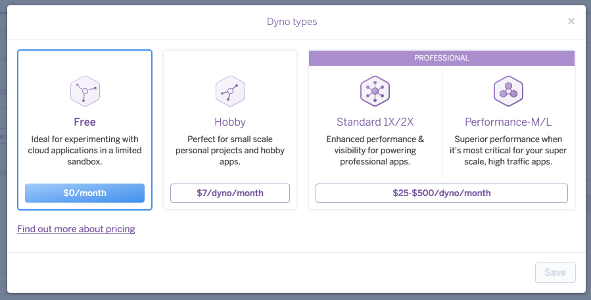 Dyno types
×
PROFESSIONAL
Free
Ideal for experimenting with
cloud applications in a limited
sandbox.
$0/month
Hobby
Perfect for small scale
personal projects and hobby
apps.
$7/dyno/month
Standard 1X/2X
Enhanced performance &
visibility for powering
professional apps.
Performance-M/L
Superior performance when
it's most critical for your super
scale, high traffic apps.
$25-$500/dyno/month
Find out more about pricing
Save